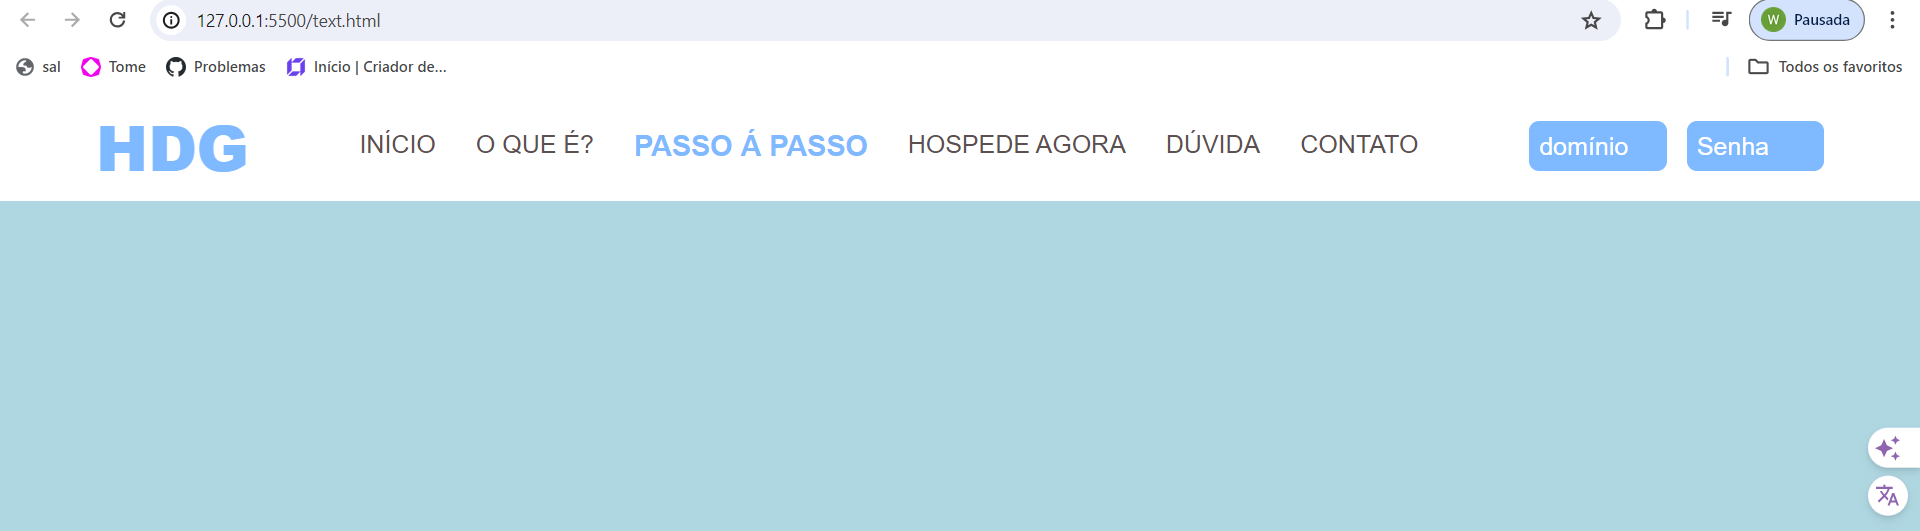 127.0.0.1:5500/text.html W Pausada
sal Tome Problemas Início | Criador de... Todos os favoritos
HDG INÍCIO O QUE É? PASSO Á PASSO HOSPEDE AGORA DÚVIDA CONTATO domínio Senha